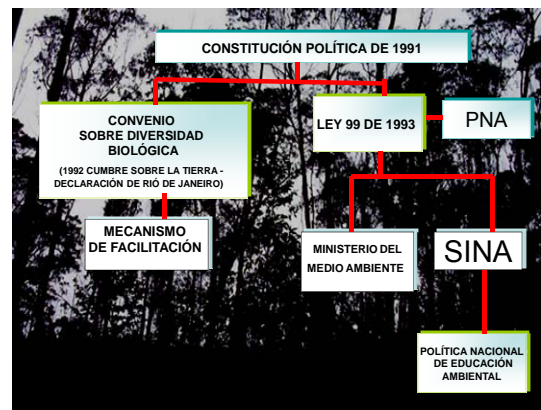 CONSTITUCIÓN POLÍTICA DE 1991
CONVENIO
SOBRE DIVERSIDAD
BIOLÓGICA
(1992 CUMBRE SOBRE LA TIERRA -
DECLARACIÓN DE RIÓ DE JANEIRO)
LEY 99 DE 1993
PNA
MECANISMO
DE FACILITACIÓN
MINISTERIO DEL
MEDIO AMBIENTE
SINA
POLÍTICA NACIONAL
DE EDUCACIÓN
AMBIENTAL